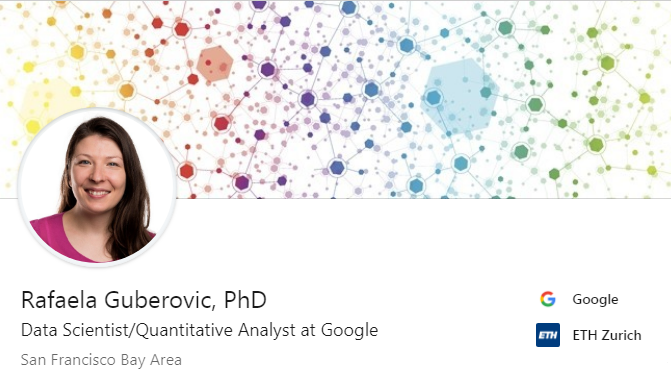 Rafaela Guberovic, PhD
Data Scientist/Quantitative Analyst at Google
San Francisco Bay Area
G Google
ETH ETH Zurich